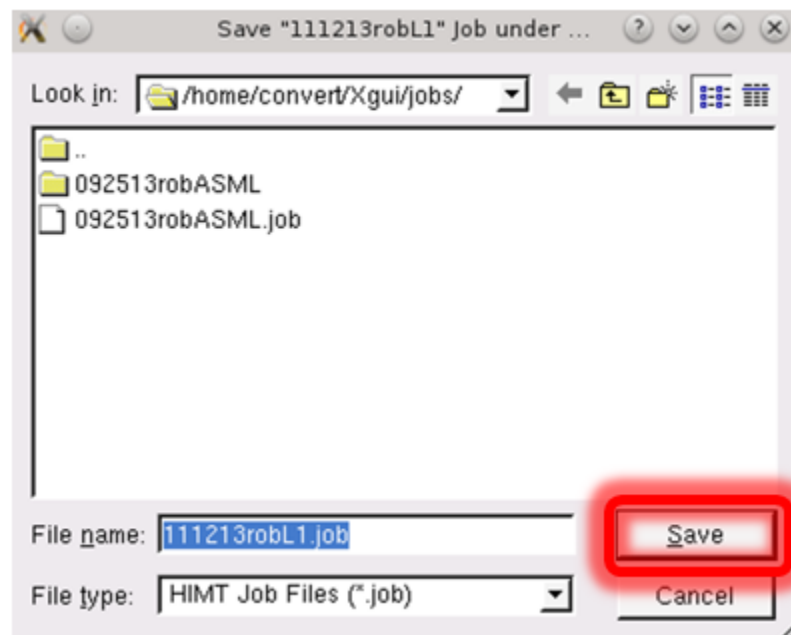 Save "111213robL1" Job under ...
Look in: /home/convert/Xgui/jobs/
..
092513robASML
092513robASML.job
File name: 111213robL1.job Save
File type: HIMT Job Files (*.job) Cancel